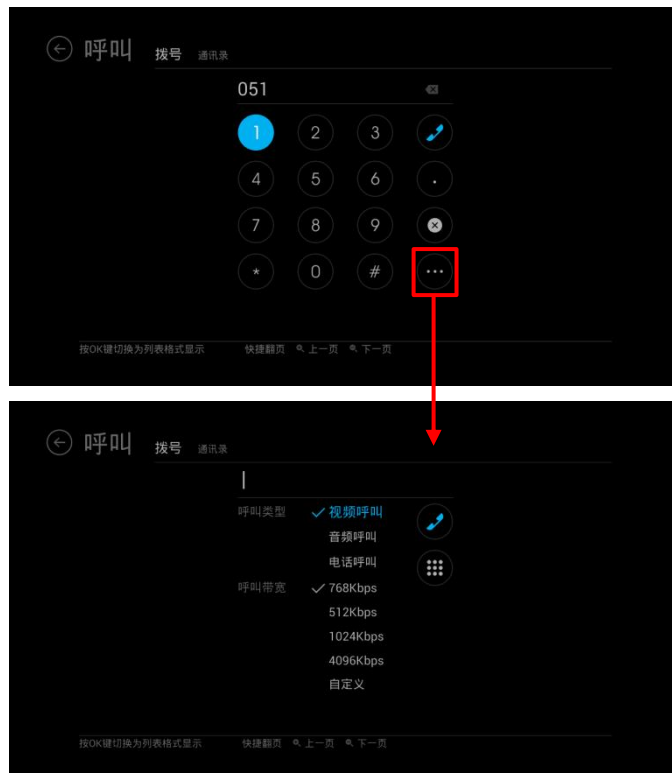 呼叫 拨号 通讯录
051
1 2 3
4 5 6 .
7 8 9
* 0 # ...
按OK键切换为列表格式显示 快捷翻页 上一页 下一页
呼叫 拨号 通讯录
呼叫类型 视频呼叫
音频呼叫
电话呼叫
呼叫带宽 768Kbps
512Kbps
1024Kbps
4096Kbps
自定义
按OK键切换为列表格式显示 快捷翻页 上一页 下一页